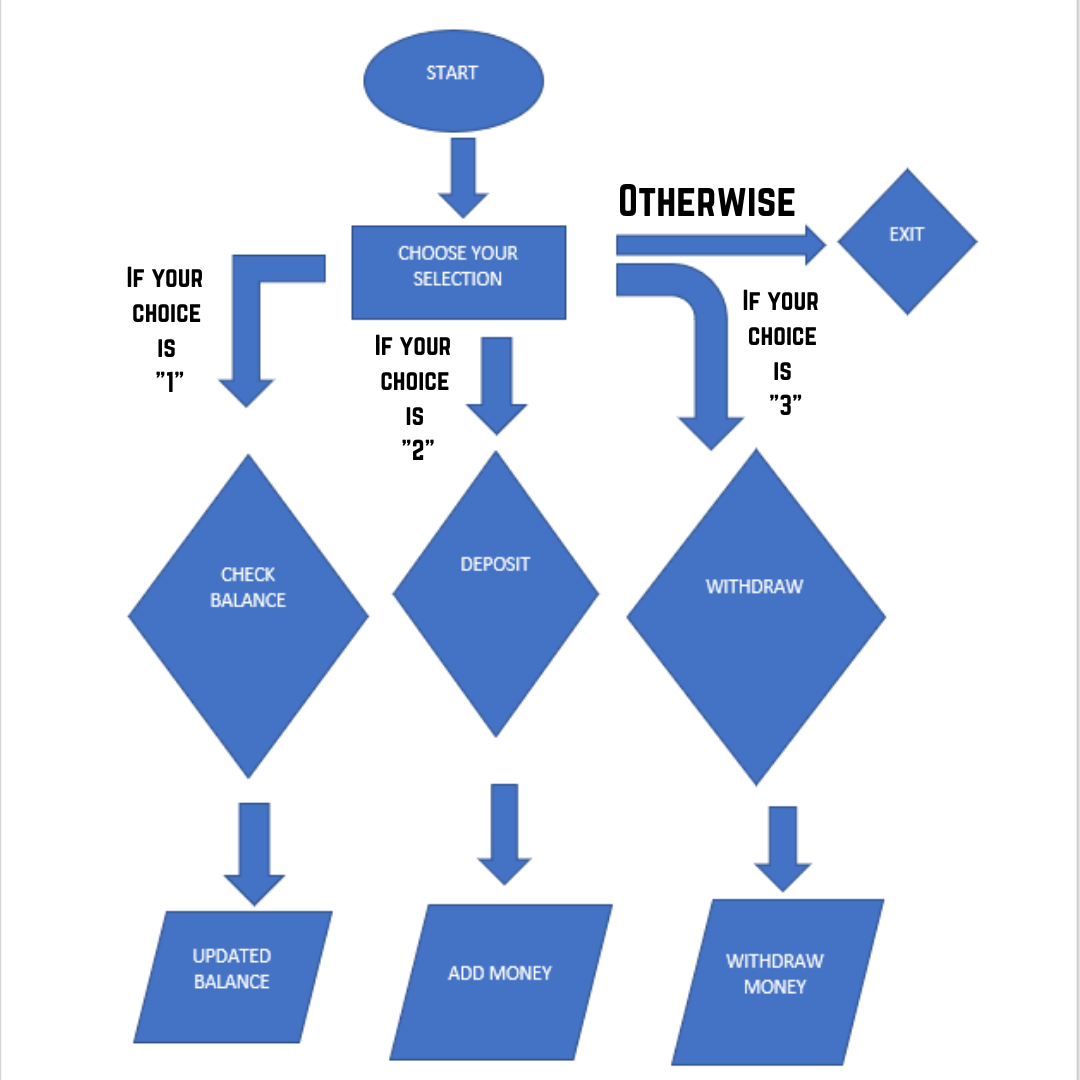 START
OTHERWISE
EXIT
CHOOSE YOUR
SELECTION
IF YOUR
CHOICE
IS
"1"
IF YOUR
CHOICE
IS
"2"
IF YOUR
CHOICE
IS
"3"
CHECK
BALANCE
DEPOSIT
WITHDRAW
UPDATED
BALANCE
ADD MONEY
WITHDRAW
MONEY